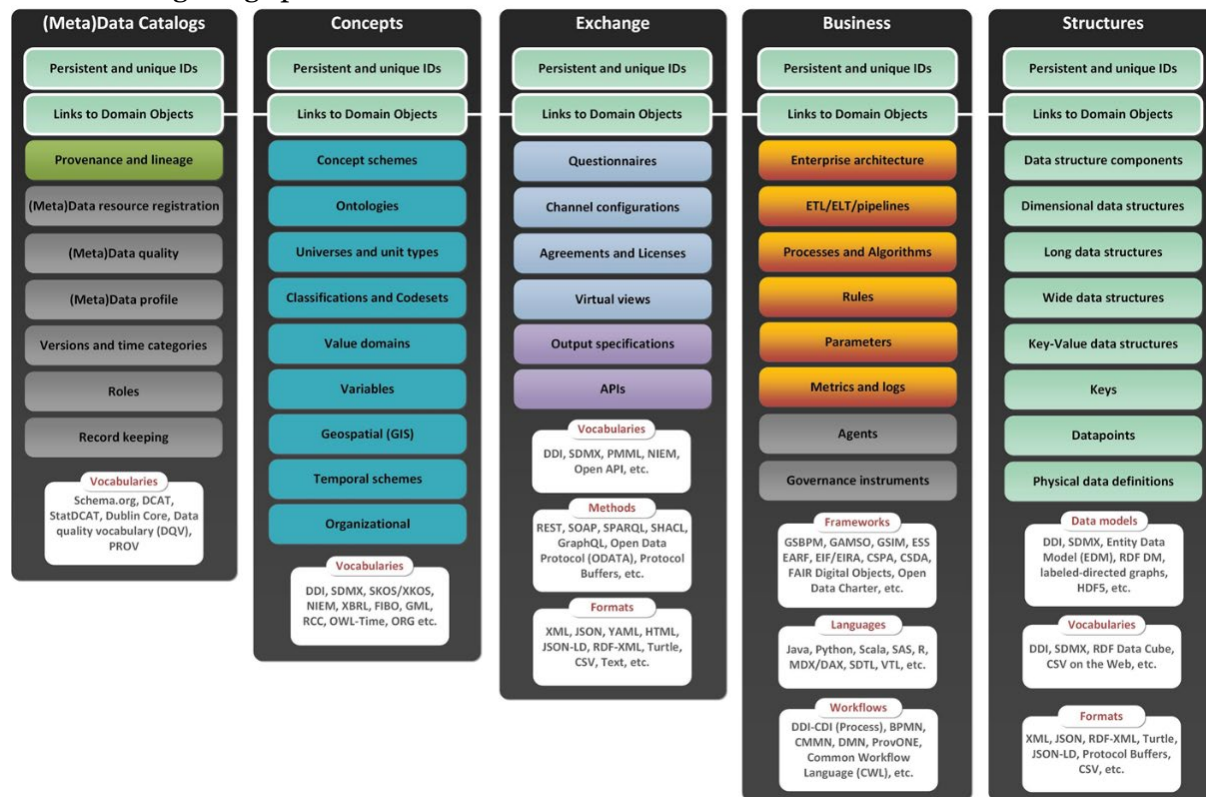 (Meta)Data Catalogs
Persistent and unique IDs
Links to Domain Objects
Provenance and lineage
(Meta)Data resource registration
(Meta)Data quality
(Meta)Data profile
Versions and time categories
Roles
Record keeping
Vocabularies
Schema.org, DCAT,
StatDCAT, Dublin Core, Data
quality vocabulary (DQV),
PROV
Concepts
Persistent and unique IDs
Links to Domain Objects
Concept schemes
Ontologies
Universes and unit types
Classifications and Codesets
Value domains
Variables
Geospatial (GIS)
Temporal schemes
Organizational
Vocabularies
DDI, SDMX, SKOS/XKOS,
NIEM, XBRL, FIBO, GML,
RCC, OWL-Time, ORG etc.
Exchange
Persistent and unique IDs
Links to Domain Objects
Questionnaires
Channel configurations
Agreements and Licenses
Virtual views
Output specifications
APIs
Vocabularies
DDI, SDMX, PMML, NIEM,
Open API, etc.
Methods
REST, SOAP, SPARQL, SHACL,
GraphQL, Open Data
Protocol (ODATA), Protocol
Buffers, etc.
Formats
XML, JSON, YAML, HTML,
JSON-LD, RDF-XML, Turtle,
CSV, Text, etc.
Business
Persistent and unique IDs
Links to Domain Objects
Enterprise architecture
ETL/ELT/pipelines
Processes and Algorithms
Rules
Parameters
Metrics and logs
Agents
Governance instruments
Frameworks
GSBPM, GAMSO, GSIM, ESS
EARF, EIF/EIRA, CSPA, CSDA,
FAIR Digital Objects, Open
Data Charter, etc.
Languages
Java, Python, Scala, SAS, R,
MDX/DAX, SDTL, VTL, etc.
Workflows
DDI-CDI (Process), BPMN,
CMMN, DMN, ProvONE,
Common Workflow
Language (CWL), etc.
Structures
Persistent and unique IDs
Links to Domain Objects
Data structure components
Dimensional data structures
Long data structures
Wide data structures
Key-Value data structures
Keys
Datapoints
Physical data definitions
Data models
DDI, SDMX, Entity Data
Model (EDM), RDF DM,
labeled-directed graphs,
HDF5, etc.
Vocabularies
DDI, SDMX, RDF Data Cube,
CSV on the Web, etc.
Formats
XML, JSON, RDF-XML, Turtle,
JSON-LD, Protocol Buffers,
CSV, etc.